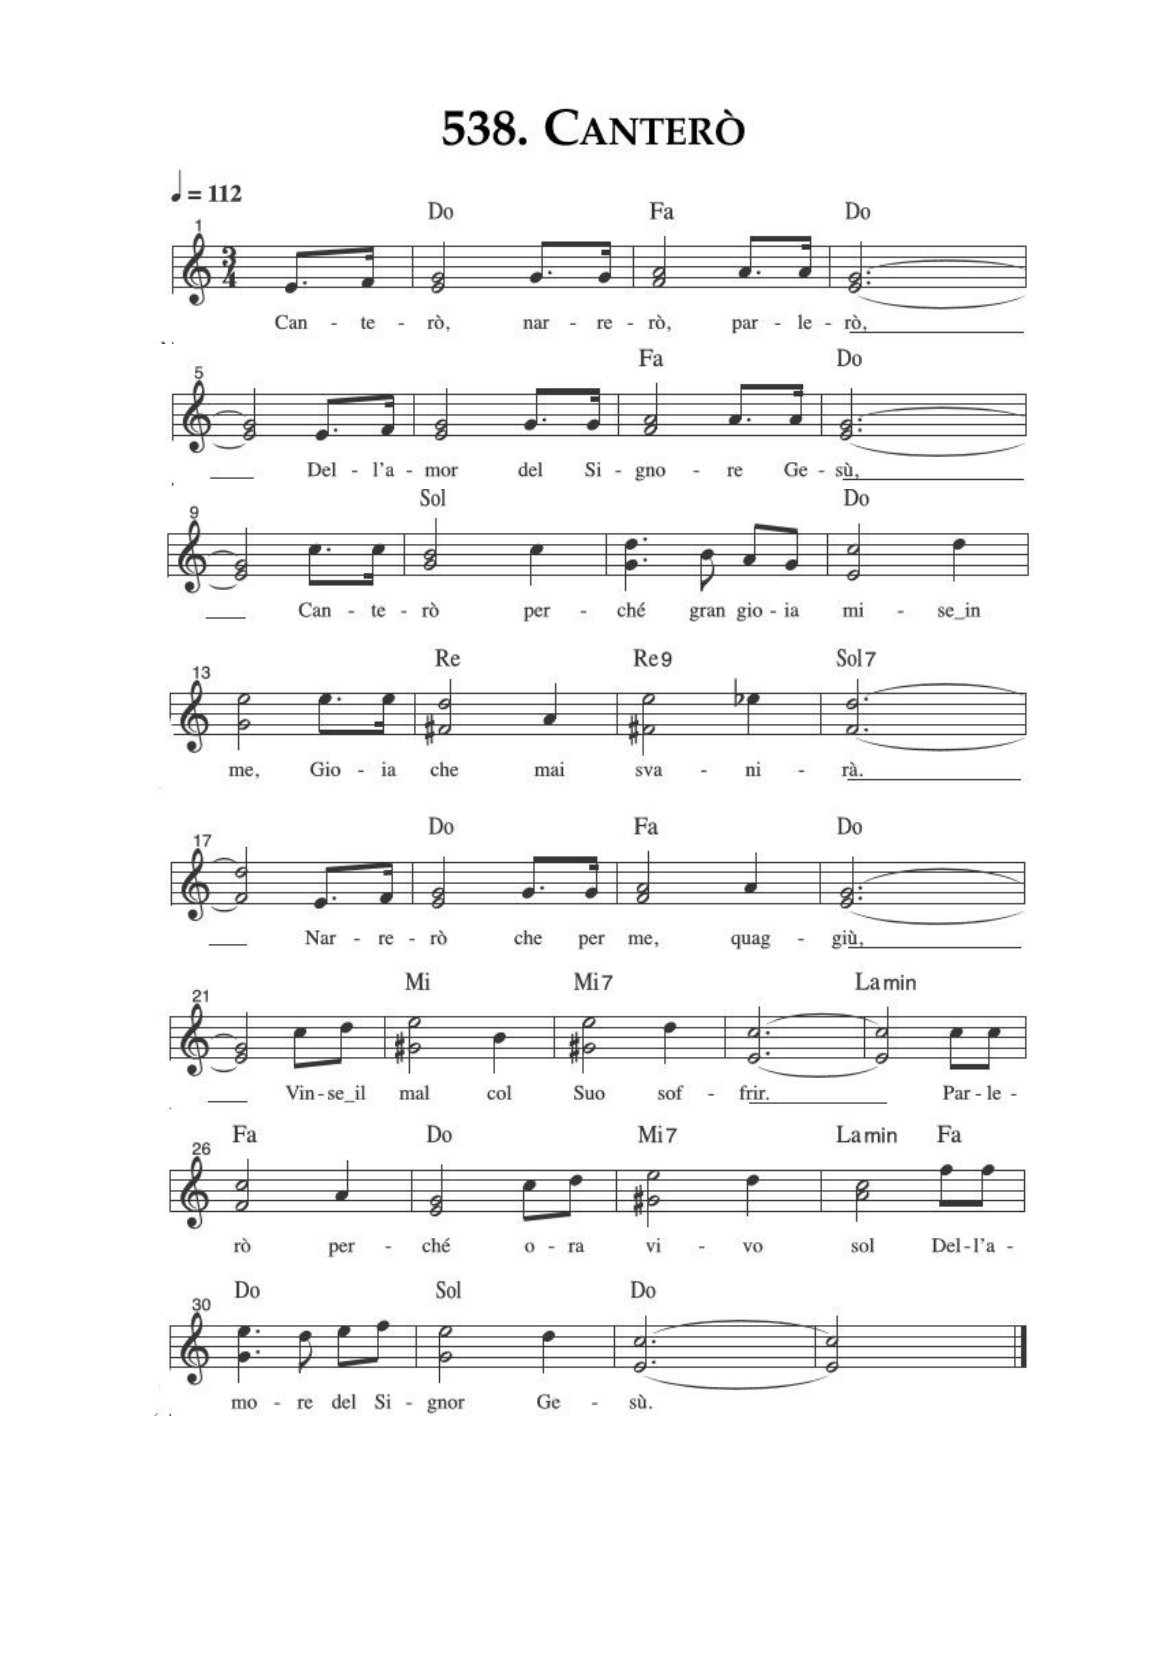 538. Canterò
♩ = 112
Do Fa Do
1
3
4
Can - te - rò, nar - re - rò, par - le - rò,
Fa Do
5
Del - l'a - mor del Si - gno - re Ge - sù,
Sol Do
9
Can - te - rò per - ché gran gio - ia mi - se_in
Re Re9 Sol7
13
me, Gio - ia che mai sva - ni - rà.
Do Fa Do
17
Nar - re - rò che per me, quag - giù,
Mi Mi7 Lamin
21
Vin - se_il mal col Suo sof - frir. Par - le -
Fa Do Mi7 Lamin Fa
26
rò per - ché o - ra vi - vo sol Del - l'a -
Do Sol Do
30
mo - re del Si - gnor Ge - sù.